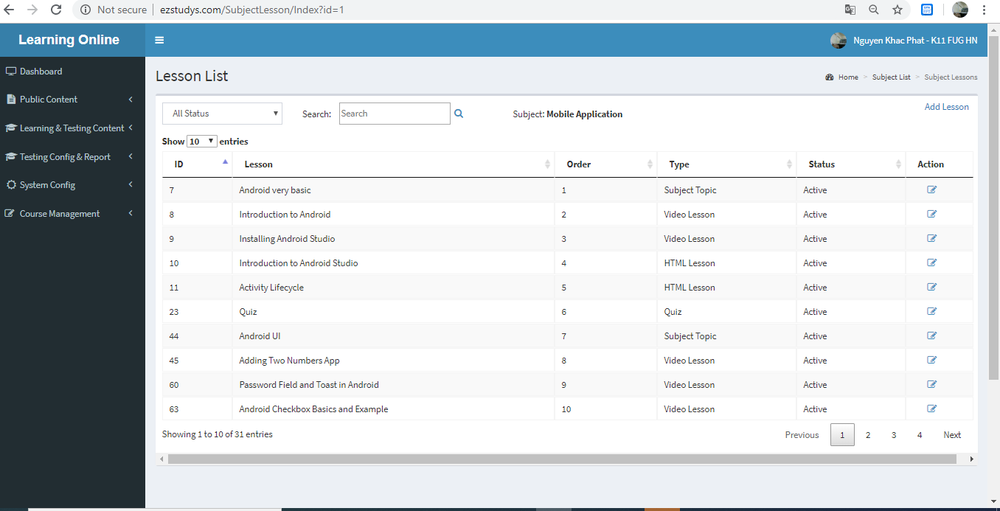 Not secure ezstudys.com/SubjectLesson/Index?id=1
Learning Online
Nguyen Khac Phat - K11 FUG HN
Dashboard
Public Content
Learning & Testing Content
Testing Config & Report
System Config
Course Management
Lesson List
Home > Subject List > Subject Lessons
All Status Search: Search Subject: Mobile Application Add Lesson
Show 10 entries
ID Lesson Order Type Status Action
7 Android very basic 1 Subject Topic Active
8 Introduction to Android 2 Video Lesson Active
9 Installing Android Studio 3 Video Lesson Active
10 Introduction to Android Studio 4 HTML Lesson Active
11 Activity Lifecycle 5 HTML Lesson Active
23 Quiz 6 Quiz Active
44 Android UI 7 Subject Topic Active
45 Adding Two Numbers App 8 Video Lesson Active
60 Password Field and Toast in Android 9 Video Lesson Active
63 Android Checkbox Basics and Example 10 Video Lesson Active
Showing 1 to 10 of 31 entries Previous 1 2 3 4 Next